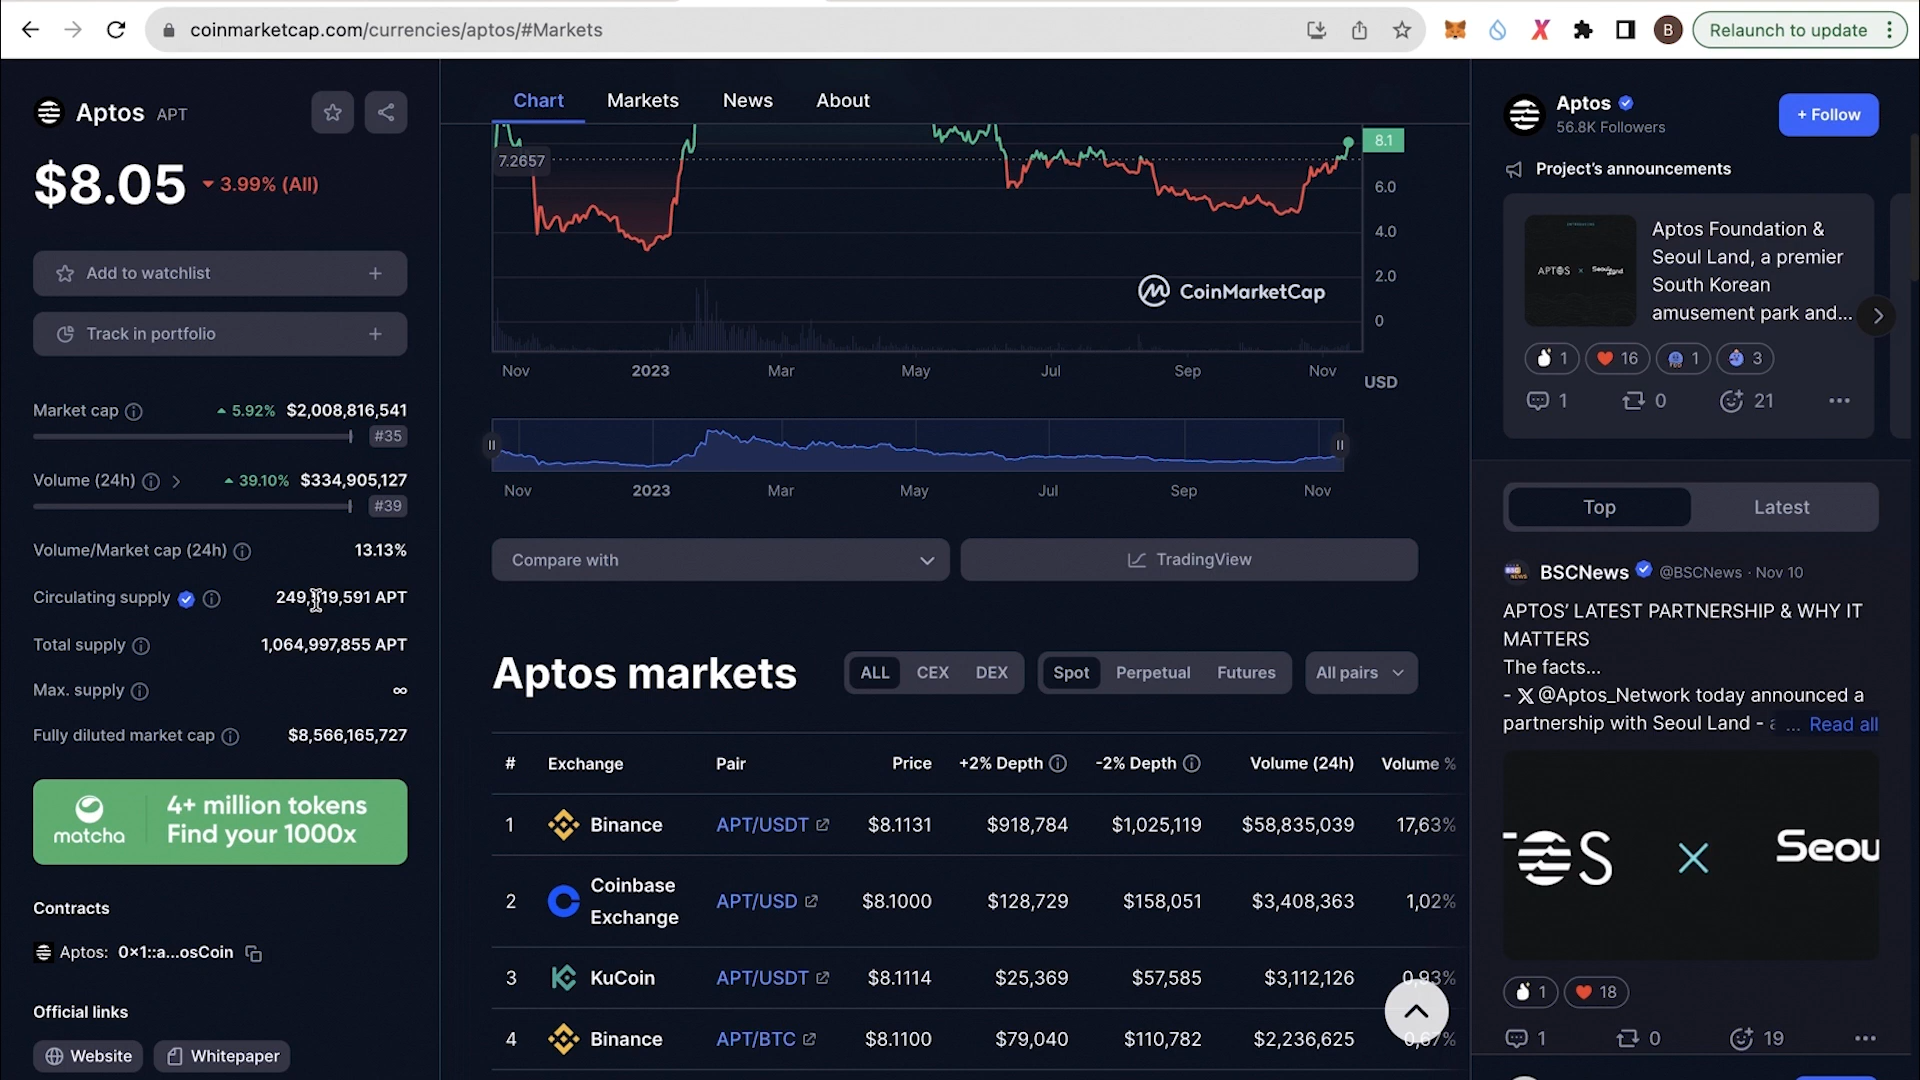 coinmarketcap.com/currencies/aptos/#Markets
B
Relaunch to update
Aptos APT
$8.05 3.99% (All)
Add to watchlist
Track in portfolio
Market cap 5.92% $2,008,816,541
#35
Volume (24h) 39.10% $334,905,127
#39
Volume/Market cap (24h) 13.13%
Circulating supply APT
Total supply 1,064,997,855 APT
Max. supply ∞
Fully diluted market cap $8,566,165,727
matcha
4+ million tokens
Find your 1000x
Contracts
Aptos: 0×1::a...osCoin
Official links
Website Whitepaper
Chart Markets News About
7.2657
8.1
6.0
4.0
2.0
0
CoinMarketCap
Nov 2023 Mar May Jul Sep Nov
USD
Nov 2023 Mar May Jul Sep Nov
Compare with
TradingView
Aptos markets
ALL CEX DEX
Spot Perpetual Futures
All pairs
# Exchange Pair Price +2% Depth -2% Depth Volume (24h) Volume %
1 Binance APT/USDT $8.1131 $918,784 $1,025,119 $58,835,039 17,63%
2 Coinbase Exchange APT/USD $8.1000 $128,729 $158,051 $3,408,363 1,02%
3 KuCoin APT/USDT $8.1114 $25,369 $57,585 $3,112,126 0,93%
4 Binance APT/BTC $8.1100 $79,040 $110,782 $2,236,625 0,67%
Aptos
56.8K Followers
+ Follow
Project's announcements
APTOS × Seoulland
Aptos Foundation &
Seoul Land, a premier
South Korean
amusement park and...
1 16 1 3
1 0 21
Top Latest
BSCNews @BSCNews · Nov 10
APTOS' LATEST PARTNERSHIP & WHY IT
MATTERS
The facts...
- 𝕏 @Aptos_Network today announced a
partnership with Seoul Land - a ... Read all
OS × Seou
1 18
1 0 19